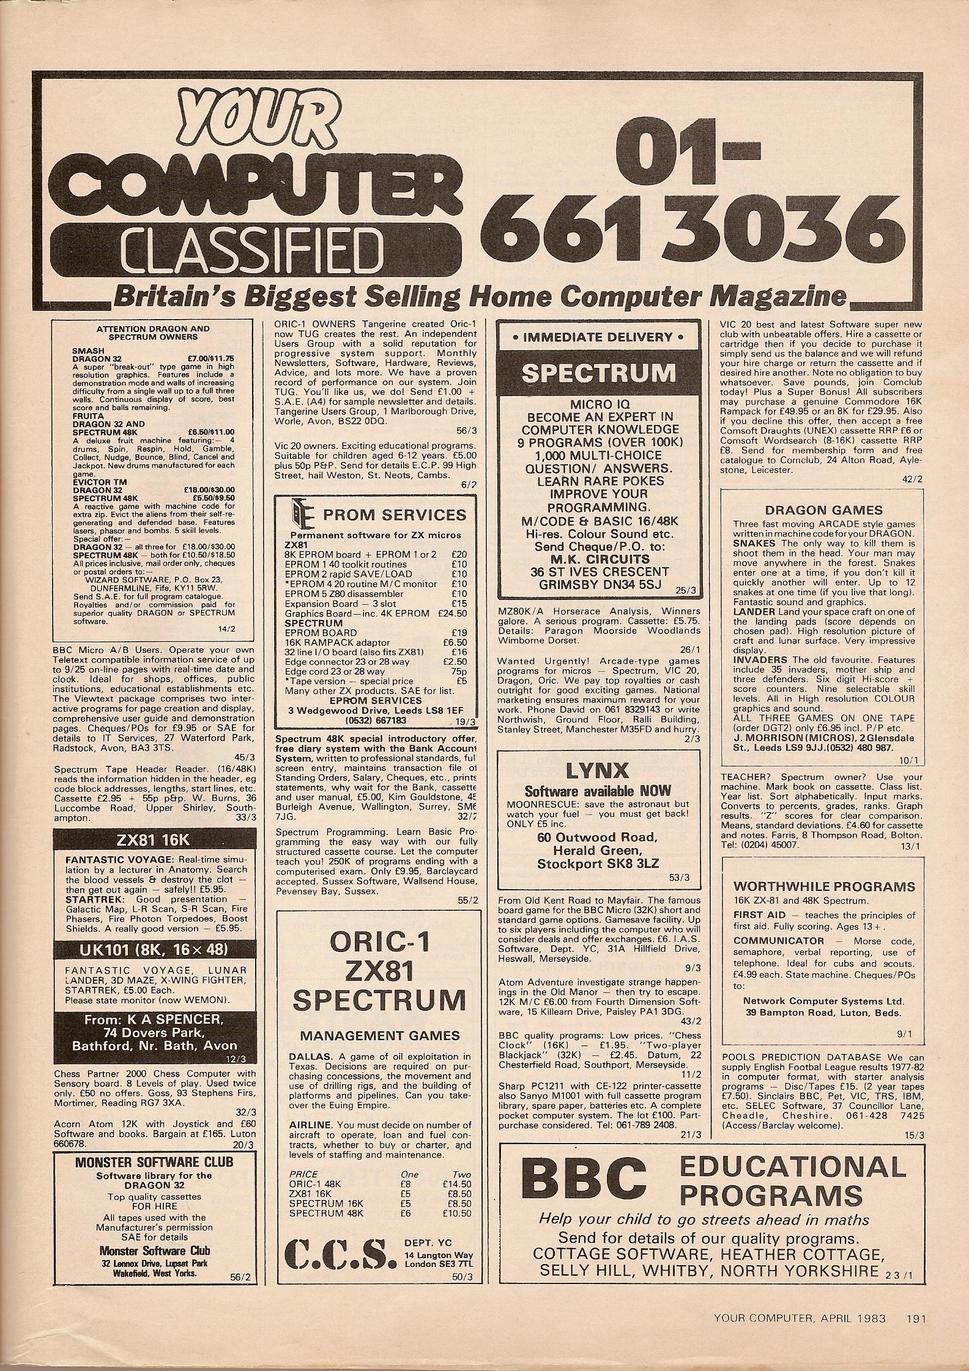 YOUR
COMPUTER
CLASSIFIED
01-
661 3036
Britain's Biggest Selling Home Computer Magazine
ATTENTION DRAGON AND
SPECTRUM OWNERS
SMASH
DRAGON 32 £7.00/$11.75
A super "break-out" type game in high
resolution graphics. Features include a
demonstration mode and walls of increasing
difficulty from a single wall up to a full three
walls. Continuous display of score, best
score and balls remaining.
FRUITA
DRAGON 32 AND
SPECTRUM 48K £6.50/$11.00
A deluxe fruit machine featuring:— 4
drums, Spin, Respin, Hold, Gamble,
Collect, Nudge, Bounce, Blind, Cancel and
Jackpot. New drums manufactured for each
game.
EVICTOR TM
DRAGON 32 £18.00/$30.00
SPECTRUM 48K £5.50/$9.50
A reactive game with machine code for
extra zip. Evict the aliens from their self-re-
generating and defended base. Features
lasers, phasor and bombs. 5 skill levels.
Special offer:—
DRAGON 32 — all three for £18.00/$30.00
SPECTRUM 48K — both for £10.50/$18.50
All prices inclusive, mail order only, cheques
or postal orders to:—
WIZARD SOFTWARE, P.O. Box 23,
DUNFERMLINE, Fife, KY11 5RW.
Send S.A.E. for full program catalogue.
Royalties and/or commission paid for
superior quality DRAGON or SPECTRUM
software.
14/2
BBC Micro A/B Users. Operate your own
Teletext compatible information service of up
to 9/25 on-line pages with real-time date and
clook. Ideal for shops, offices, public
institutions, educational establishments etc.
The Viewtext package comprises two inter-
active programs for page creation and display,
comprehensive user guide and demonstration
pages. Cheques/POs for £9.95 or SAE for
details to IT Services, 27 Waterford Park,
Radstock, Avon, BA3 3TS.
45/3
Spectrum Tape Header Reader. (16/48K)
reads the information hidden in the header, eg
code block addresses, lengths, start lines, etc.
Cassette £2.95 + 55p p&p. W. Burns, 36
Luccombe Road, Upper Shirley, South-
ampton. 33/3
ZX81 16K
FANTASTIC VOYAGE: Real-time simu-
lation by a lecturer in Anatomy. Search
the blood vessels & destroy the clot —
then get out again — safely!! £5.95.
STARTREK: Good presentation —
Galactic Map, L-R Scan, S-R Scan, Fire
Phasers, Fire Photon Torpedoes, Boost
Shields. A really good version — £5.95.
UK101 (8K, 16×48)
FANTASTIC VOYAGE, LUNAR
LANDER, 3D MAZE, X-WING FIGHTER,
STARTREK, £5.00 Each.
Please state monitor (now WEMON).
From: K A SPENCER,
74 Dovers Park,
Bathford, Nr. Bath, Avon
12/3
Chess Partner 2000 Chess Computer with
Sensory board. 8 Levels of play. Used twice
only. £50 no offers. Goss, 93 Stephens Firs,
Mortimer, Reading RG7 3XA.
32/3
Acorn Atom 12K with Joystick and £60
Software and books. Bargain at £165. Luton
660678. 20/3
MONSTER SOFTWARE CLUB
Software library for the
DRAGON 32
Top quality cassettes
FOR HIRE
All tapes used with the
Manufacturer's permission
SAE for details
Monster Software Club
32 Lennox Drive, Lupset Park
Wakefield, West Yorks.
56/2
ORIC-1 OWNERS Tangerine created Oric-1
now TUG creates the rest. An independent
Users Group with a solid reputation for
progressive system support. Monthly
Newsletters, Software, Hardware, Reviews,
Advice, and lots more. We have a proven
record of performance on our system. Join
TUG. You'll like us, we do! Send £1.00 +
S.A.E. (A4) for sample newsletter and details.
Tangerine Users Group, 1 Marlborough Drive,
Worle, Avon, BS22 0DQ.
56/3
Vic 20 owners. Exciting educational programs.
Suitable for children aged 6-12 years. £5.00
plus 50p P&P. Send for details E.C.P. 99 High
Street, hail Weston, St. Neots, Cambs.
6/2
PROM SERVICES
Permanent software for ZX micros
ZX81
8K EPROM board + EPROM 1 or 2 £20
EPROM 1 40 toolkit routines £10
EPROM 2 rapid SAVE/LOAD £10
*EPROM 4 20 routine M/C monitor £10
EPROM 5 Z80 disassembler £10
Expansion Board — 3 slot £15
Graphics Board—inc. 4K EPROM £24.50
SPECTRUM
EPROM BOARD £19
16K RAMPACK adaptor £6.50
32 line I/O board (also fits ZX81) £16
Edge connector 23 or 28 way £2.50
Edge cord 23 or 28 way 75p
*Tape version — special price £5
Many other ZX products. SAE for list.
EPROM SERVICES
3 Wedgewood Drive, Leeds LS8 1EF
(0532) 667183 19/3
Spectrum 48K special introductory offer,
free diary system with the Bank Account
System, written to professional standards, ful
screen entry, maintains transaction file of
Standing Orders, Salary, Cheques, etc., prints
statements, why wait for the Bank, cassette
and user manual, £5.00, Kim Gouldstone, 4E
Burleigh Avenue, Wallington, Surrey, SM6
7JG. 32/2
Spectrum Programming. Learn Basic Pro-
gramming the easy way with our fully
structured cassette course. Let the computer
teach you! 250K of programs ending with a
computerised exam. Only £9.95, Barclaycard
accepted. Sussex Software, Wallsend House,
Pevensey Bay, Sussex.
55/2
ORIC-1
ZX81
SPECTRUM
MANAGEMENT GAMES
DALLAS. A game of oil exploitation in
Texas. Decisions are required on pur-
chasing concessions, the movement and
use of drilling rigs, and the building of
platforms and pipelines. Can you take-
over the Euing Empire.
AIRLINE. You must decide on number of
aircraft to operate, loan and fuel con-
tracts, whether to buy or charter, and
levels of staffing and maintenance.
PRICE One Two
ORIC-1 48K £8 £14.50
ZX81 16K £5 £8.50
SPECTRUM 16K £5 £8.50
SPECTRUM 48K £6 £10.50
C.C.S.
DEPT. YC
14 Langton Way
London SE3 7TL
50/3
• IMMEDIATE DELIVERY •
SPECTRUM
MICRO IQ
BECOME AN EXPERT IN
COMPUTER KNOWLEDGE
9 PROGRAMS (OVER 100K)
1,000 MULTI-CHOICE
QUESTION/ ANSWERS.
LEARN RARE POKES
IMPROVE YOUR
PROGRAMMING.
M/CODE & BASIC 16/48K
Hi-res. Colour Sound etc.
Send Cheque/P.O. to:
M.K. CIRCUITS
36 ST IVES CRESCENT
GRIMSBY DN34 5SJ
25/3
MZ80K/A Horserace Analysis, Winners
galore. A serious program. Cassette: £5.75.
Details: Paragon Moorside Woodlands
Wimborne Dorset.
26/1
Wanted Urgently! Arcade-type games
programs for micros — Spectrum, VIC 20,
Dragon, Oric. We pay top royalties or cash
outright for good exciting games. National
marketing ensures maximum reward for your
work. Phone David on 061 8329143 or write
Northwish, Ground Floor, Ralli Building,
Stanley Street, Manchester M35FD and hurry.
2/3
LYNX
Software available NOW
MOONRESCUE: save the astronaut but
watch your fuel — you must get back!
ONLY £5 inc.
60 Outwood Road,
Herald Green,
Stockport SK8 3LZ
53/3
From Old Kent Road to Mayfair. The famous
board game for the BBC Micro (32K) short and
standard game options. Gamesave facility. Up
to six players including the computer who will
consider deals and offer exchanges. £6. I.A.S.
Software, Dept. YC, 31A Hillfield Drive,
Heswall, Merseyside.
9/3
Atom Adventure investigate strange happen-
ings in the Old Manor — then try to escape.
12K M/C £6.00 from Fourth Dimension Soft-
ware, 15 Killearn Drive, Paisley PA1 3DG.
43/2
BBC quality programs: Low prices. "Chess
Clock" (16K) — £1.95. "Two-player
Blackjack" (32K) — £2.45. Datum, 22
Chesterfield Road, Southport, Merseyside.
11/2
Sharp PC1211 with CE-122 printer-cassette
also Sanyo M1001 with full cassette program
library, spare paper, batteries etc. A complete
pocket computer system. The lot £100. Part-
purchase considered. Tel: 061-789 2408.
21/3
VIC 20 best and latest Software super new
club with unbeatable offers. Hire a cassette or
cartridge then if you decide to purchase it
simply send us the balance and we will refund
your hire charge or return the cassette and if
desired hire another. Note no obligation to buy
whatsoever. Save pounds, join Comclub
today! Plus a Super Bonus! All subscribers
may purchase a genuine Commodore 16K
Rampack for £49.95 or an 8K for £29.95. Also
if you decline this offer, then accept a free
Comsoft Draughts (UNEX) cassette RRP £6 or
Comsoft Wordsearch (8-16K) cassette RRP
£8. Send for membership form and free
catalogue to Comclub, 24 Alton Road, Ayle-
stone, Leicester.
42/2
DRAGON GAMES
Three fast moving ARCADE style games
written in machine code for your DRAGON.
SNAKES The only way to kill them is
shoot them in the head. Your man may
move anywhere in the forest. Snakes
enter one at a time, if you don't kill it
quickly another will enter. Up to 12
snakes at one time (if you live that long).
Fantastic sound and graphics.
LANDER Land your space craft on one of
the landing pads (score depends on
chosen pad). High resolution picture of
craft and lunar surface. Very impressive
display.
INVADERS The old favourite. Features
include 35 invaders, mother ship and
three defenders. Six digit Hi-score +
score counters. Nine selectable skill
levels. All in High resolution COLOUR
graphics and sound.
ALL THREE GAMES ON ONE TAPE
(order DGT2) only £6.95 incl. P/P etc.
J. MORRISON (MICROS), 2 Glensdale
St., Leeds LS9 9JJ.(0532) 480 987.
10/1
TEACHER? Spectrum owner? Use your
machine. Mark book on cassette. Class list.
Year list. Sort alphabetically. Input marks.
Converts to percents, grades, ranks. Graph
results. "Z" scores for clear comparison.
Means, standard deviations. £4.60 for cassette
and notes. Farris, 8 Thompson Road, Bolton.
Tel: (0204) 45007. 13/1
WORTHWHILE PROGRAMS
16K ZX-81 and 48K Spectrum.
FIRST AID — teaches the principles of
first aid. Fully scoring. Ages 13+.
COMMUNICATOR — Morse code,
semaphore, verbal reporting, use of
telephone. Ideal for cubs and scouts.
£4.99 each. State machine. Cheques/POs
to:
Network Computer Systems Ltd.
39 Bampton Road, Luton, Beds.
9/1
POOLS PREDICTION DATABASE We can
supply English Football League results 1977-82
in computer format, with starter analysis
programs — Disc/Tapes £15. (2 year tapes
£7.50). Sinclairs BBC, Pet, VIC, TRS, IBM,
etc. SELEC Software, 37 Councillor Lane,
Cheadle, Cheshire. 061-428 7425
(Access/Barclay welcome).
15/3
BBC EDUCATIONAL
PROGRAMS
Help your child to go streets ahead in maths
Send for details of our quality programs.
COTTAGE SOFTWARE, HEATHER COTTAGE,
SELLY HILL, WHITBY, NORTH YORKSHIRE 23/1
YOUR COMPUTER, APRIL 1983 191